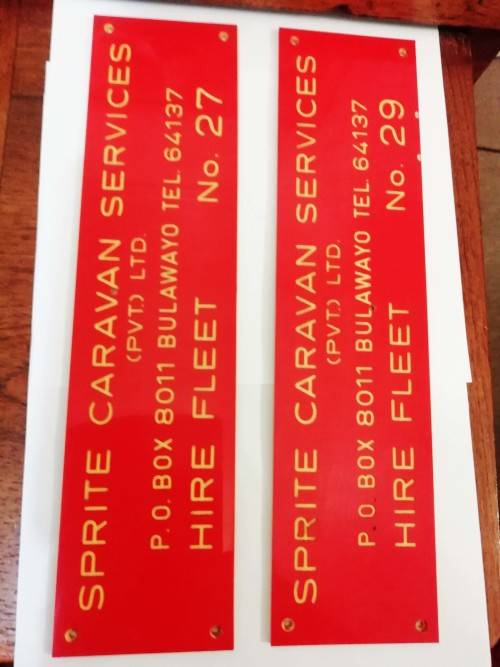 SPRITE CARAVAN SERVICES
(PVT.) LTD.
P.O. BOX 8011 BULAWAYO TEL. 64137
HIRE FLEET No. 27
SPRITE CARAVAN SERVICES
(PVT.) LTD.
P.O. BOX 8011 BULAWAYO TEL. 64137
HIRE FLEET No. 29